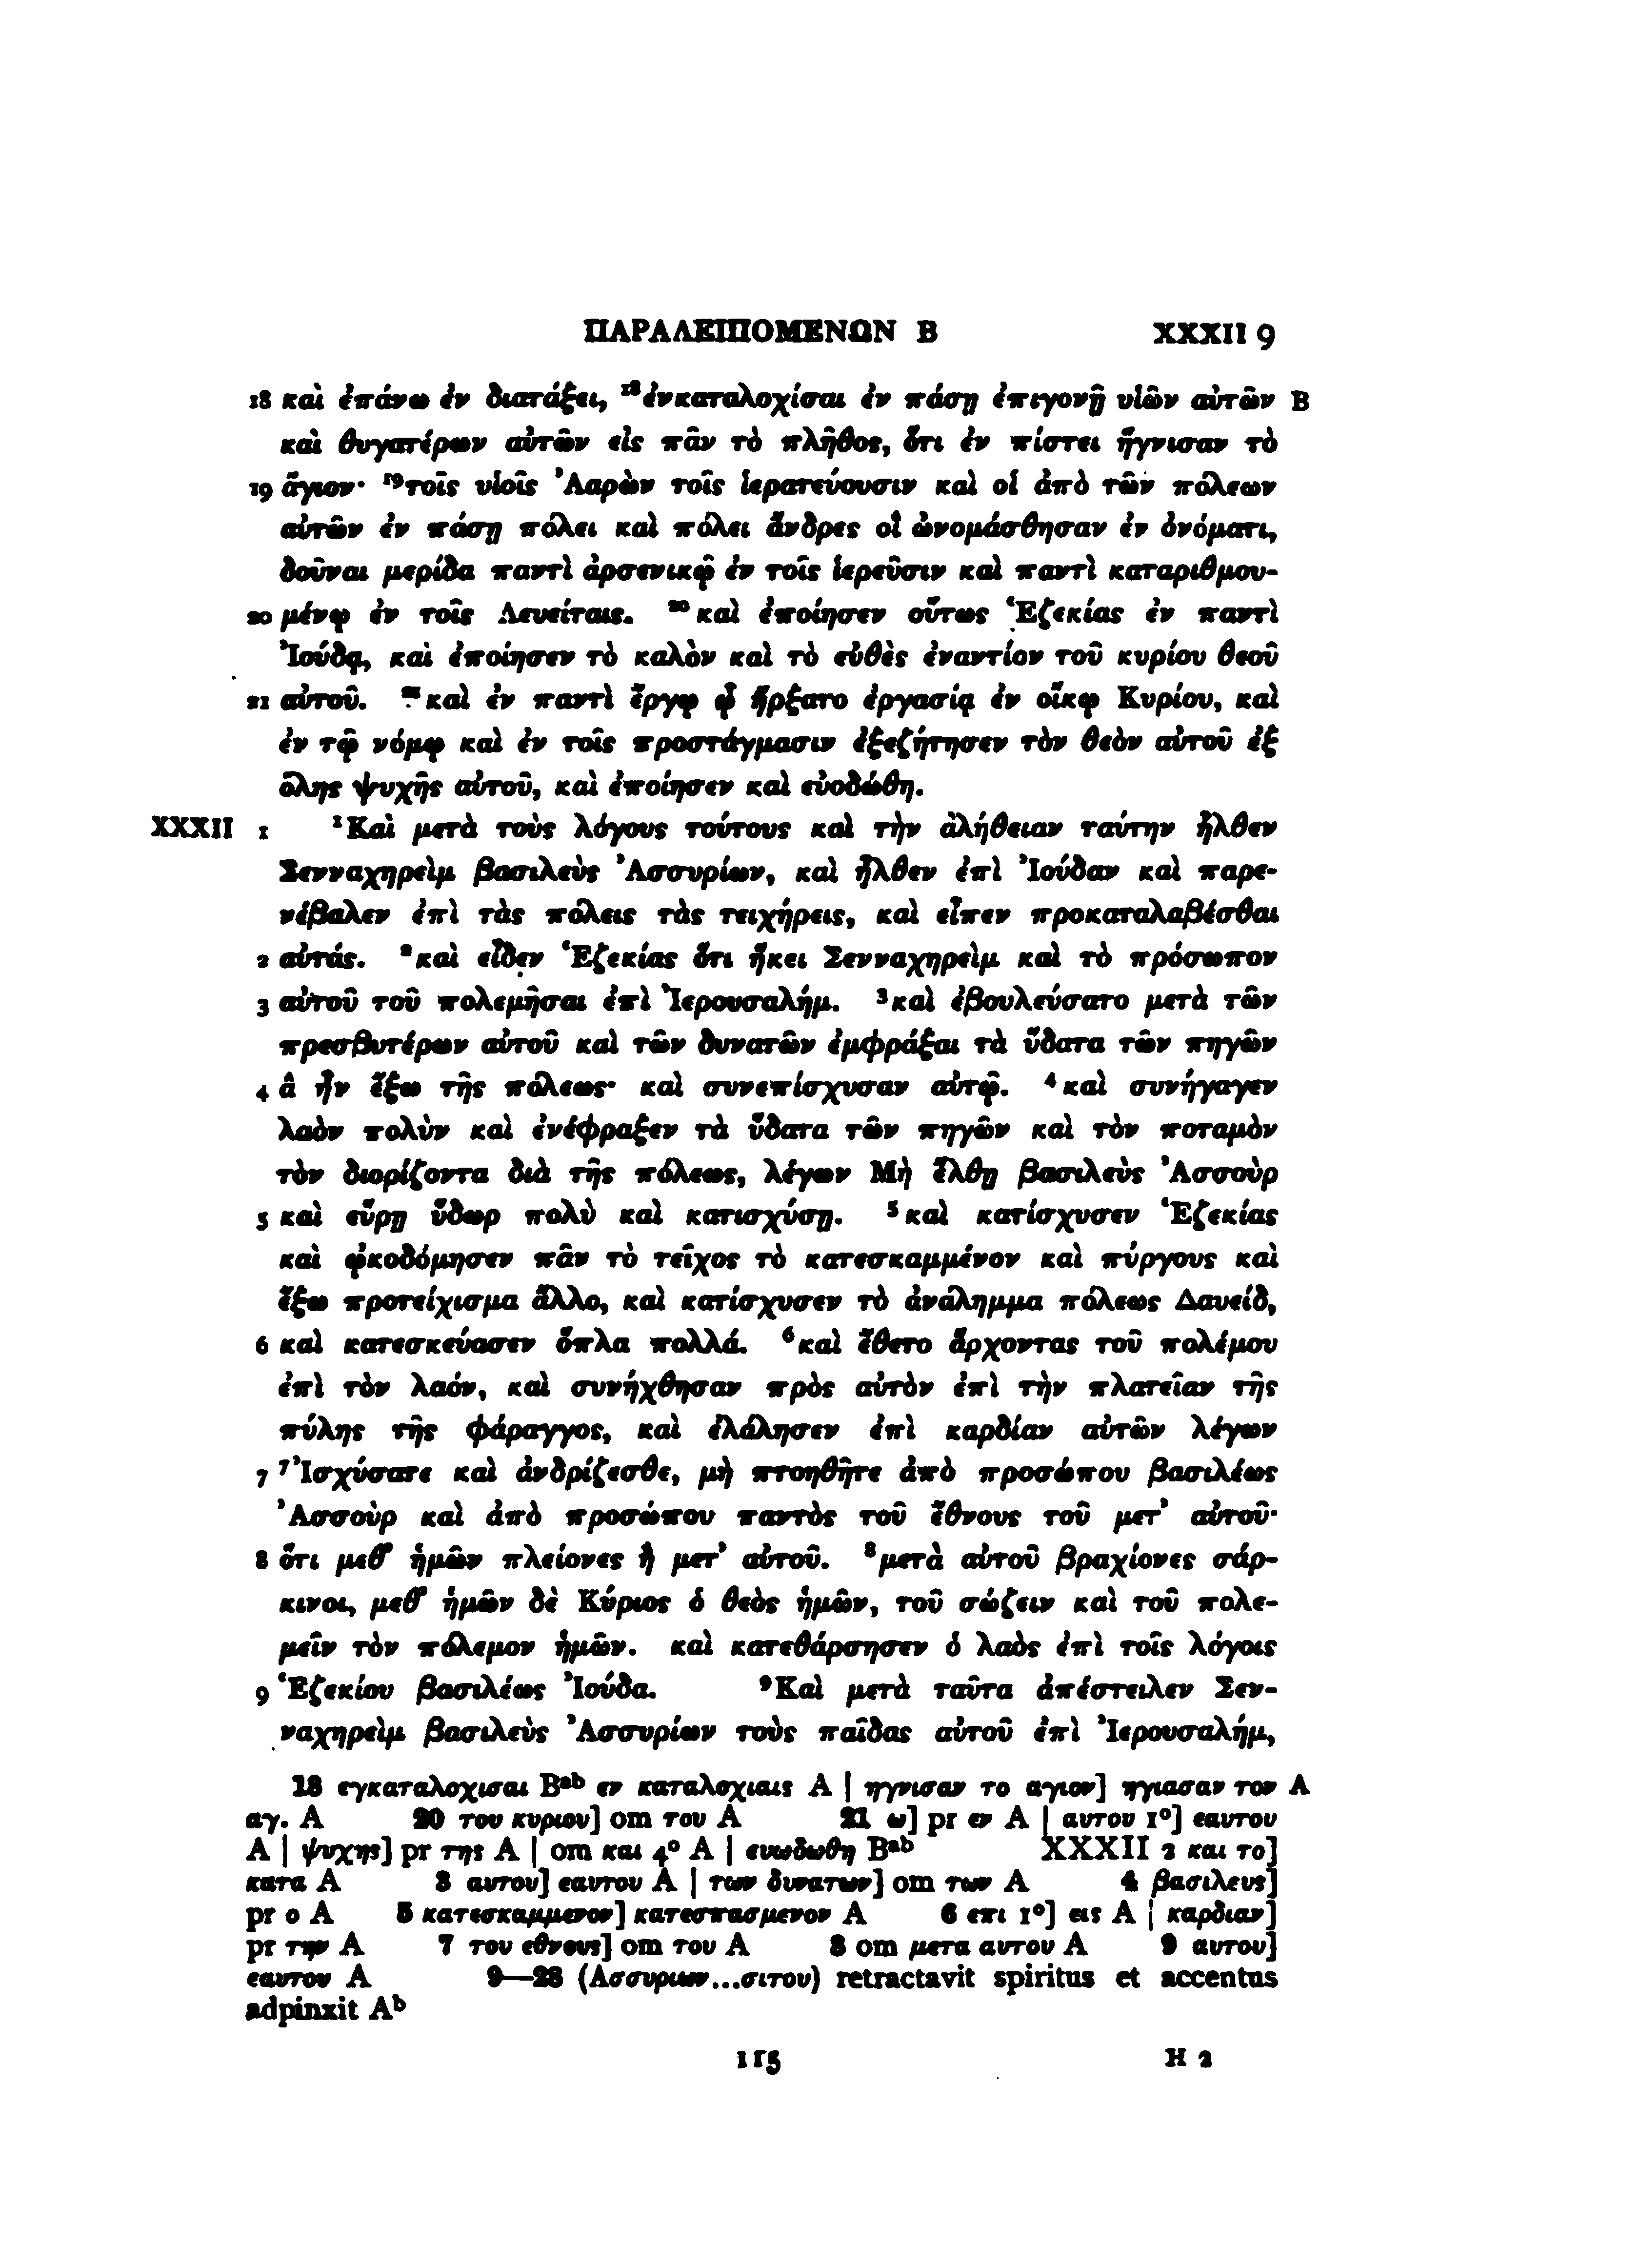 ΠΑΡΑΛΕΙΠΟΜΕΝΩΝ Β XXXII 9
18 καὶ ἐπάνω ἐν διατάξει, ¹⁸ἐνκαταλοχίσαι ἐν πάσῃ ἐπιγονῇ υἱῶν αὐτῶν B
καὶ θυγατέρων αὐτῶν εἰς πᾶν τὸ πλῆθος, ὅτι ἐν πίστει ἥγνισαν τὸ
19 ἅγιον· ¹⁹τοῖς υἱοῖς Ἀαρὼν τοῖς ἱερατεύουσιν καὶ οἱ ἀπὸ τῶν πόλεων
αὐτῶν ἐν πάσῃ πόλει καὶ πόλει ἄνδρες οἳ ὠνομάσθησαν ἐν ὀνόματι,
δοῦναι μερίδα παντὶ ἀρσενικῷ ἐν τοῖς ἱερεῦσιν καὶ παντὶ καταριθμου-
20 μένῳ ἐν τοῖς Λευείταις. ²⁰καὶ ἐποίησεν οὕτως Ἑζεκίας ἐν παντὶ
Ἰούδᾳ, καὶ ἐποίησεν τὸ καλὸν καὶ τὸ εὐθὲς ἐναντίον τοῦ κυρίου θεοῦ
21 αὐτοῦ. ²¹καὶ ἐν παντὶ ἔργῳ ᾧ ἤρξατο ἐργασίᾳ ἐν οἴκῳ Κυρίου, καὶ
ἐν τῷ νόμῳ καὶ ἐν τοῖς προστάγμασιν ἐξεζήτησεν τὸν θεὸν αὐτοῦ ἐξ
ὅλης ψυχῆς αὐτοῦ, καὶ ἐποίησεν καὶ εὐοδώθη.
XXXII 1 ¹Καὶ μετὰ τοὺς λόγους τούτους καὶ τὴν ἀλήθειαν ταύτην ἦλθεν
Σενναχηρεὶμ βασιλεὺς Ἀσσυρίων, καὶ ἦλθεν ἐπὶ Ἰούδαν καὶ παρε-
νέβαλεν ἐπὶ τὰς πόλεις τὰς τειχήρεις, καὶ εἶπεν προκαταλαβέσθαι
2 αὐτάς. ²καὶ εἶδεν Ἑζεκίας ὅτι ἥκει Σενναχηρεὶμ καὶ τὸ πρόσωπον
3 αὐτοῦ τοῦ πολεμῆσαι ἐπὶ Ἰερουσαλήμ. ³καὶ ἐβουλεύσατο μετὰ τῶν
πρεσβυτέρων αὐτοῦ καὶ τῶν δυνατῶν ἐμφράξαι τὰ ὕδατα τῶν πηγῶν
4 ἃ ἦν ἔξω τῆς πόλεως· καὶ συνεπίσχυσαν αὐτῷ. ⁴καὶ συνήγαγεν
λαὸν πολὺν καὶ ἐνέφραξεν τὰ ὕδατα τῶν πηγῶν καὶ τὸν ποταμὸν
τὸν διορίζοντα διὰ τῆς πόλεως, λέγων Μὴ ἔλθῃ βασιλεὺς Ἀσσοὺρ
5 καὶ εὕρῃ ὕδωρ πολὺ καὶ κατισχύσῃ. ⁵καὶ κατίσχυσεν Ἑζεκίας
καὶ ᾠκοδόμησεν πᾶν τὸ τεῖχος τὸ κατεσκαμμένον καὶ πύργους καὶ
ἔξω προτείχισμα ἄλλο, καὶ κατίσχυσεν τὸ ἀνάλημμα πόλεως Δαυείδ,
6 καὶ κατεσκεύασεν ὅπλα πολλά. ⁶καὶ ἔθετο ἄρχοντας τοῦ πολέμου
ἐπὶ τὸν λαόν, καὶ συνήχθησαν πρὸς αὐτὸν ἐπὶ τὴν πλατεῖαν τῆς
πύλης τῆς φάραγγος, καὶ ἐλάλησεν ἐπὶ καρδίαν αὐτῶν λέγων
7 ⁷Ἰσχύσατε καὶ ἀνδρίζεσθε, μὴ πτοηθῆτε ἀπὸ προσώπου βασιλέως
Ἀσσοὺρ καὶ ἀπὸ προσώπου παντὸς τοῦ ἔθνους τοῦ μετ᾽ αὐτοῦ·
8 ὅτι μεθ᾽ ἡμῶν πλείονες ἢ μετ᾽ αὐτοῦ. ⁸μετὰ αὐτοῦ βραχίονες σάρ-
κινοι, μεθ᾽ ἡμῶν δὲ Κύριος ὁ θεὸς ἡμῶν, τοῦ σώζειν καὶ τοῦ πολε-
μεῖν τὸν πόλεμον ἡμῶν. καὶ κατεθάρσησεν ὁ λαὸς ἐπὶ τοῖς λόγοις
9 Ἑζεκίου βασιλέως Ἰούδα. ⁹Καὶ μετὰ ταῦτα ἀπέστειλεν Σεν-
ναχηρεὶμ βασιλεὺς Ἀσσυρίων τοὺς παῖδας αὐτοῦ ἐπὶ Ἰερουσαλήμ,
18 εγκαταλοχισαι Bᵃᵇ εν καταλοχιαις A | ηγνισαν το αγιον] ηγιασαν τον A
αγ. A 20 του κυριου] om του A 21 ω] pr εν A | αυτου 1°] εαυτου
A | ψυχης] pr της A | om και 4° A | ευωδωθη Bᵃᵇ XXXII 2 και το]
κατα A 3 αυτου] εαυτου A | των δυνατων] om των A 4 βασιλευς]
pr ο A 5 κατεσκαμμενον] κατεσπασμενον A 6 επι 1°] εις A | καρδιαν]
pr την A 7 του εθνους] om του A 8 om μετα αυτου A 9 αυτου]
εαυτου A 9—28 (Ασσυριων...σιτου) retractavit spiritus et accentus
adpinxit Aᵇ
115 H 2